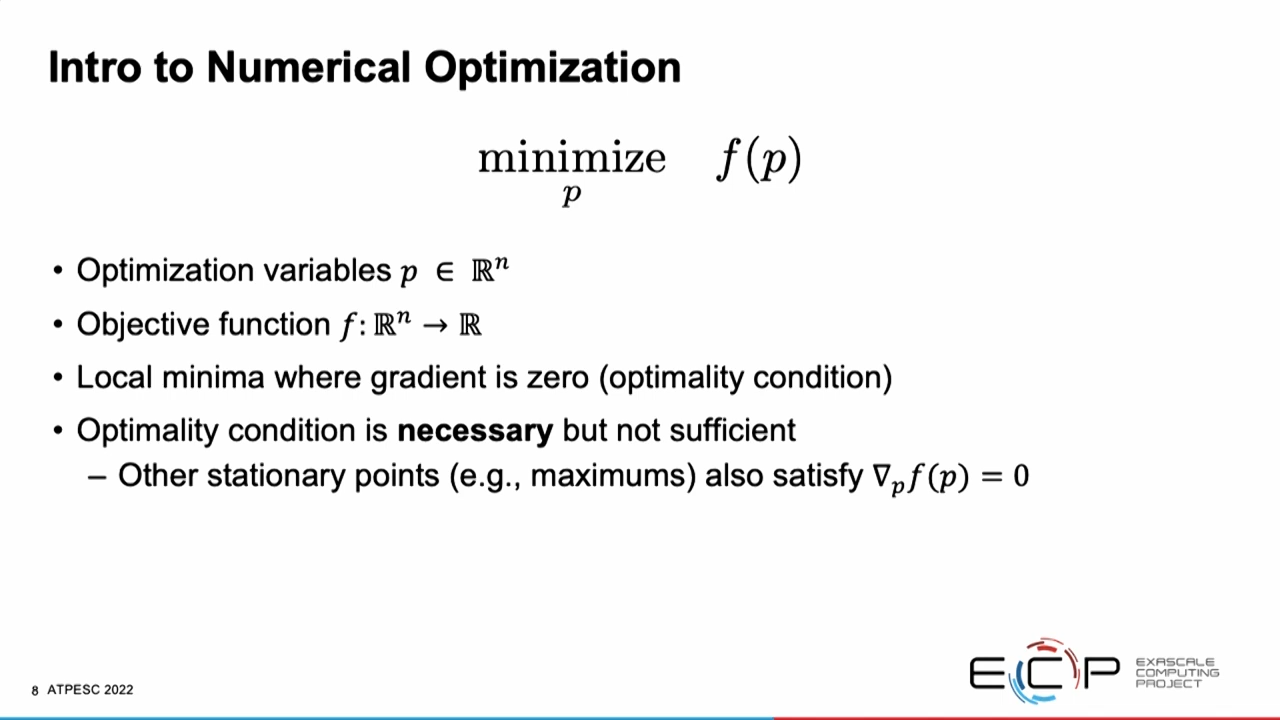 Intro to Numerical Optimization
minimize f(p)
p
• Optimization variables p ∈ ℝⁿ
• Objective function f: ℝⁿ → ℝ
• Local minima where gradient is zero (optimality condition)
• Optimality condition is necessary but not sufficient
– Other stationary points (e.g., maximums) also satisfy ∇ₚf(p) = 0
8 ATPESC 2022
ECP
EXASCALE
COMPUTING
PROJECT